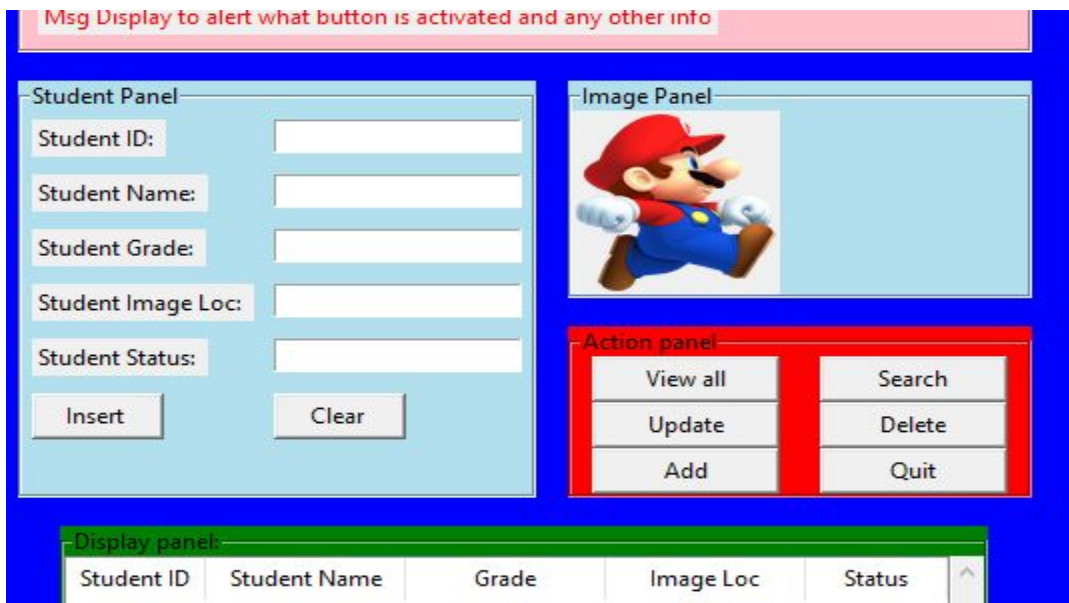 Msg Display to alert what button is activated and any other info
Student Panel
Student ID:
Student Name:
Student Grade:
Student Image Loc:
Student Status:
Insert Clear
Image Panel
Action panel
View all Search
Update Delete
Add Quit
Display panel:
Student ID Student Name Grade Image Loc Status